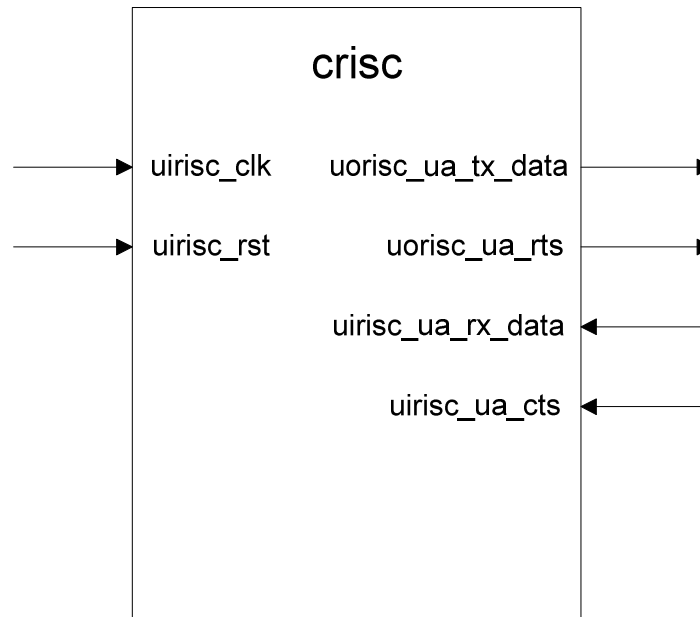 crisc
uirisc_clk uorisc_ua_tx_data
uirisc_rst uorisc_ua_rts
uirisc_ua_rx_data
uirisc_ua_cts